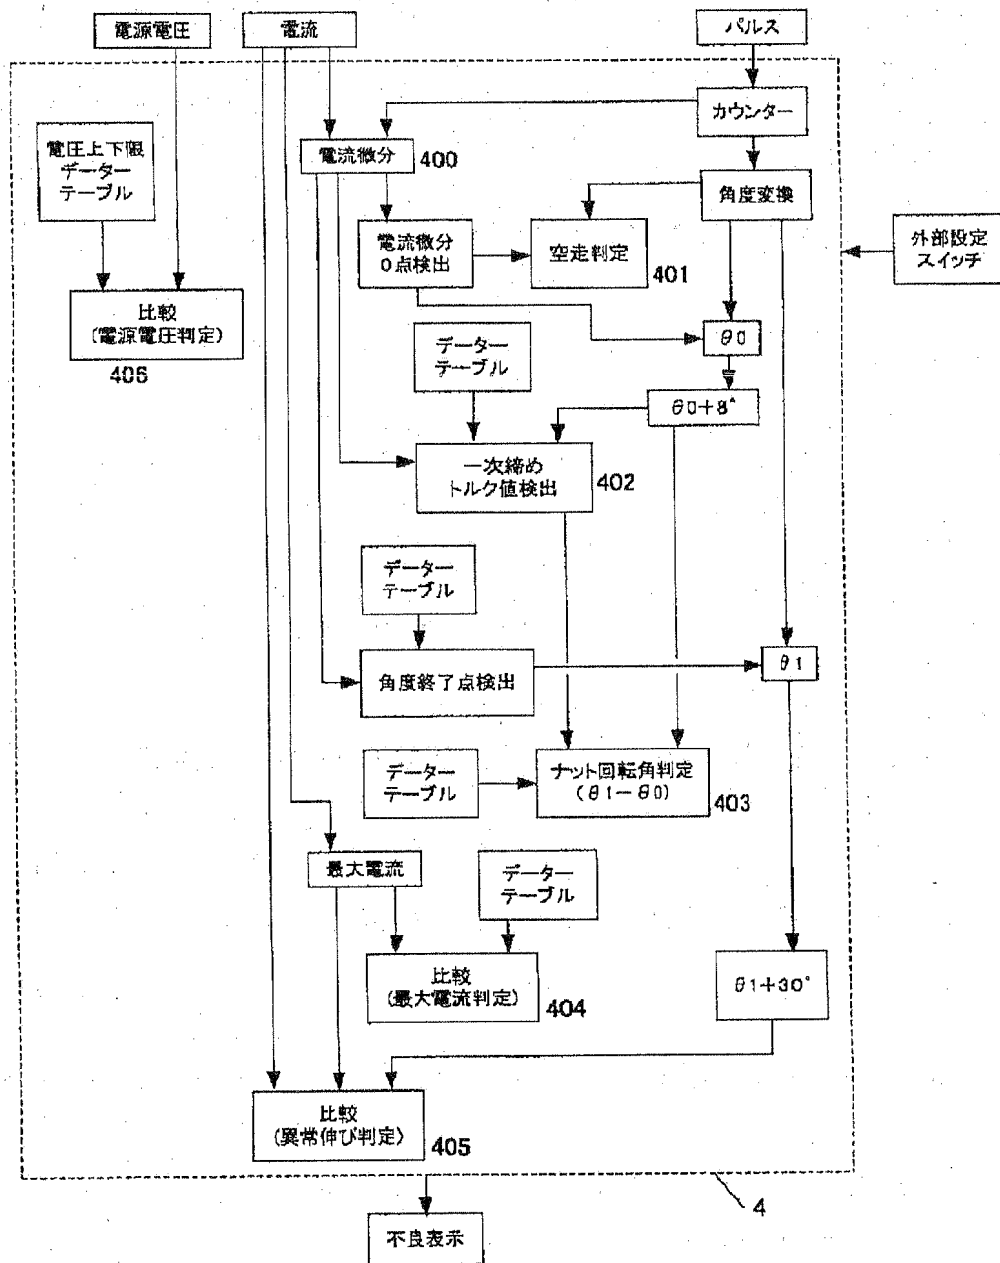 電源電圧
電流
パルス
カウンター
電圧上下限
データー
テーブル
電流微分
400
角度変換
電流微分
0点検出
空走判定
401
外部設定
スイッチ
比較
(電源電圧判定)
406
データー
テーブル
θ0
θ0+8°
一次締め
トルク値検出
402
データー
テーブル
角度終了点検出
θ1
データー
テーブル
ナット回転角判定
(θ1-θ0)
403
最大電流
データー
テーブル
比較
(最大電流判定)
404
θ1+30°
比較
(異常伸び判定)
405
4
不良表示